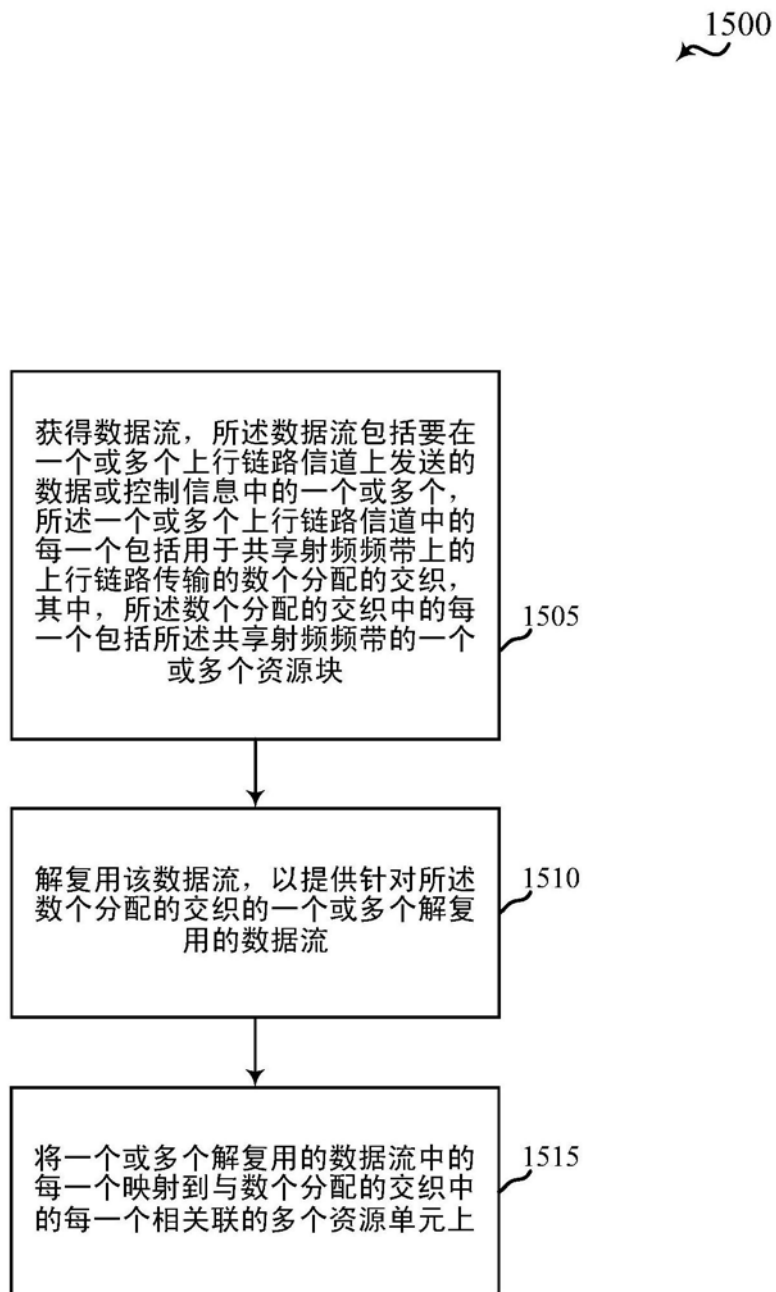 1500
获得数据流，所述数据流包括要在
一个或多个上行链路信道上发送的
数据或控制信息中的一个或多个，
所述一个或多个上行链路信道中的
每一个包括用于共享射频频带上的
上行链路传输的数个分配的交织，
其中，所述数个分配的交织中的每
一个包括所述共享射频频带的一个
或多个资源块
1505
解复用该数据流，以提供针对所述
数个分配的交织的一个或多个解复
用的数据流
1510
将一个或多个解复用的数据流中的
每一个映射到与数个分配的交织中
的每一个相关联的多个资源单元上
1515